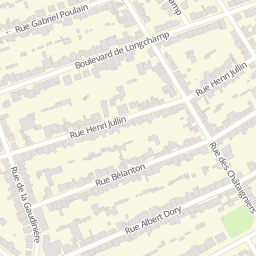 Rue Gabriel Poulain
Boulevard de Longchamp
Rue Henri Jullin
Rue Henri Jullin
Rue des Châtaigniers
Rue de la Gaudinière
Rue Bélanton
Rue Albert Dory